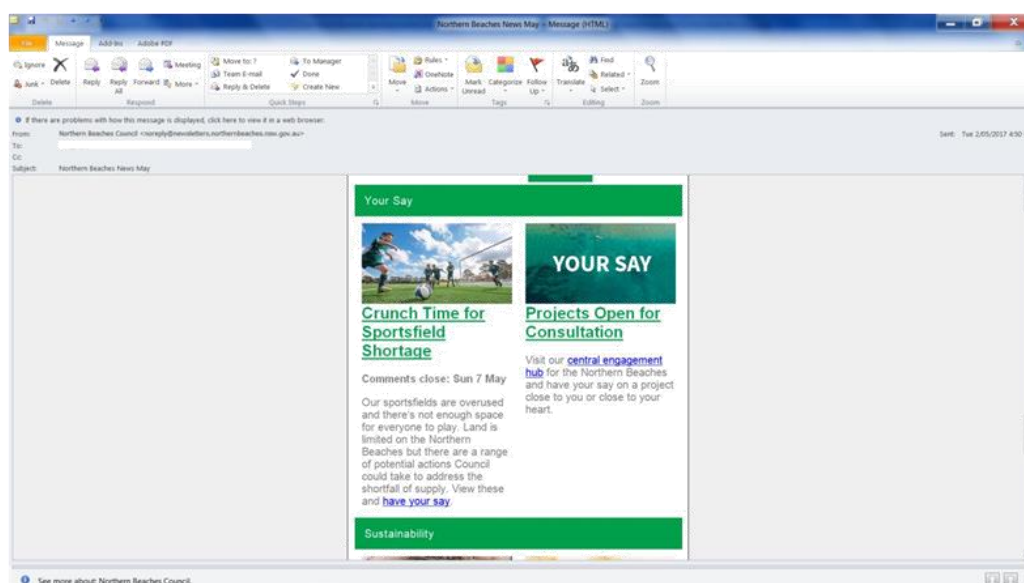 Northern Beaches News May - Message (HTML)
File Message Add-Ins Adobe PDF
Ignore
Junk
Delete
Reply
Reply All
Forward
Meeting
More
Move to: ?
Team E-mail
Reply & Delete
To Manager
Done
Create New
Move
Rules
OneNote
Actions
Mark Unread
Categorize
Follow Up
Translate
Find
Related
Select
Zoom
Delete Respond Quick Steps Move Tags Editing Zoom
If there are problems with how this message is displayed, click here to view it in a web browser.
From: Northern Beaches Council <noreply@newsletters.northernbeaches.nsw.gov.au>
Sent: Tue 2/05/2017 4:50
To:
Cc:
Subject: Northern Beaches News May
Your Say
Crunch Time for
Sportsfield
Shortage
Comments close: Sun 7 May
Our sportsfields are overused
and there's not enough space
for everyone to play. Land is
limited on the Northern
Beaches but there are a range
of potential actions Council
could take to address the
shortfall of supply. View these
and have your say.
YOUR SAY
Projects Open for
Consultation
Visit our central engagement
hub for the Northern Beaches
and have your say on a project
close to you or close to your
heart.
Sustainability
See more about: Northern Beaches Council.